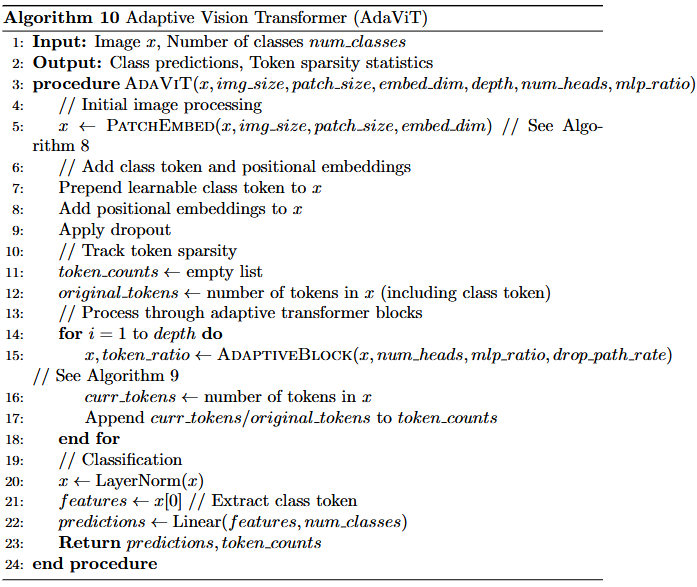 Algorithm 10 Adaptive Vision Transformer (AdaViT)
1: Input: Image x, Number of classes num_classes
2: Output: Class predictions, Token sparsity statistics
3: procedure AdaViT(x, img_size, patch_size, embed_dim, depth, num_heads, mlp_ratio)
4: // Initial image processing
5: x ← PatchEmbed(x, img_size, patch_size, embed_dim) // See Algo-
rithm 8
6: // Add class token and positional embeddings
7: Prepend learnable class token to x
8: Add positional embeddings to x
9: Apply dropout
10: // Track token sparsity
11: token_counts ← empty list
12: original_tokens ← number of tokens in x (including class token)
13: // Process through adaptive transformer blocks
14: for i = 1 to depth do
15: x, token_ratio ← AdaptiveBlock(x, num_heads, mlp_ratio, drop_path_rate)
// See Algorithm 9
16: curr_tokens ← number of tokens in x
17: Append curr_tokens/original_tokens to token_counts
18: end for
19: // Classification
20: x ← LayerNorm(x)
21: features ← x[0] // Extract class token
22: predictions ← Linear(features, num_classes)
23: Return predictions, token_counts
24: end procedure